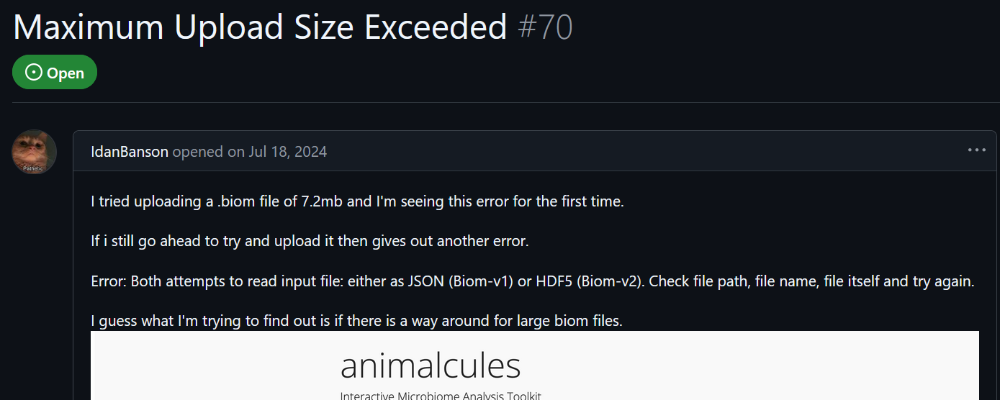 Maximum Upload Size Exceeded #70
Open
Pathetic
IdanBanson opened on Jul 18, 2024
I tried uploading a .biom file of 7.2mb and I'm seeing this error for the first time.
If i still go ahead to try and upload it then gives out another error.
Error: Both attempts to read input file: either as JSON (Biom-v1) or HDF5 (Biom-v2). Check file path, file name, file itself and try again.
I guess what I'm trying to find out is if there is a way around for large biom files.
animalcules
Interactive Microbiome Analysis Toolkit